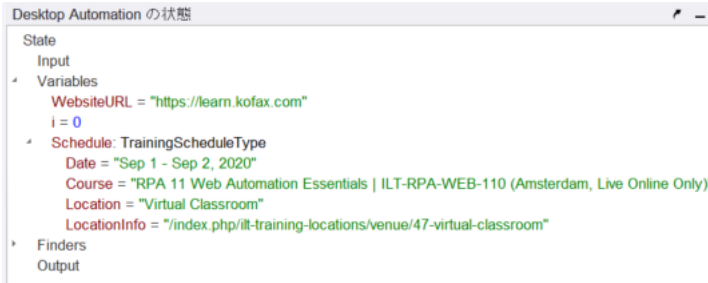 Desktop Automation の状態
State
Input
Variables
WebsiteURL = "https://learn.kofax.com"
i = 0
Schedule: TrainingScheduleType
Date = "Sep 1 - Sep 2, 2020"
Course = "RPA 11 Web Automation Essentials | ILT-RPA-WEB-110 (Amsterdam, Live Online Only)
Location = "Virtual Classroom"
LocationInfo = "/index.php/ilt-training-locations/venue/47-virtual-classroom"
Finders
Output